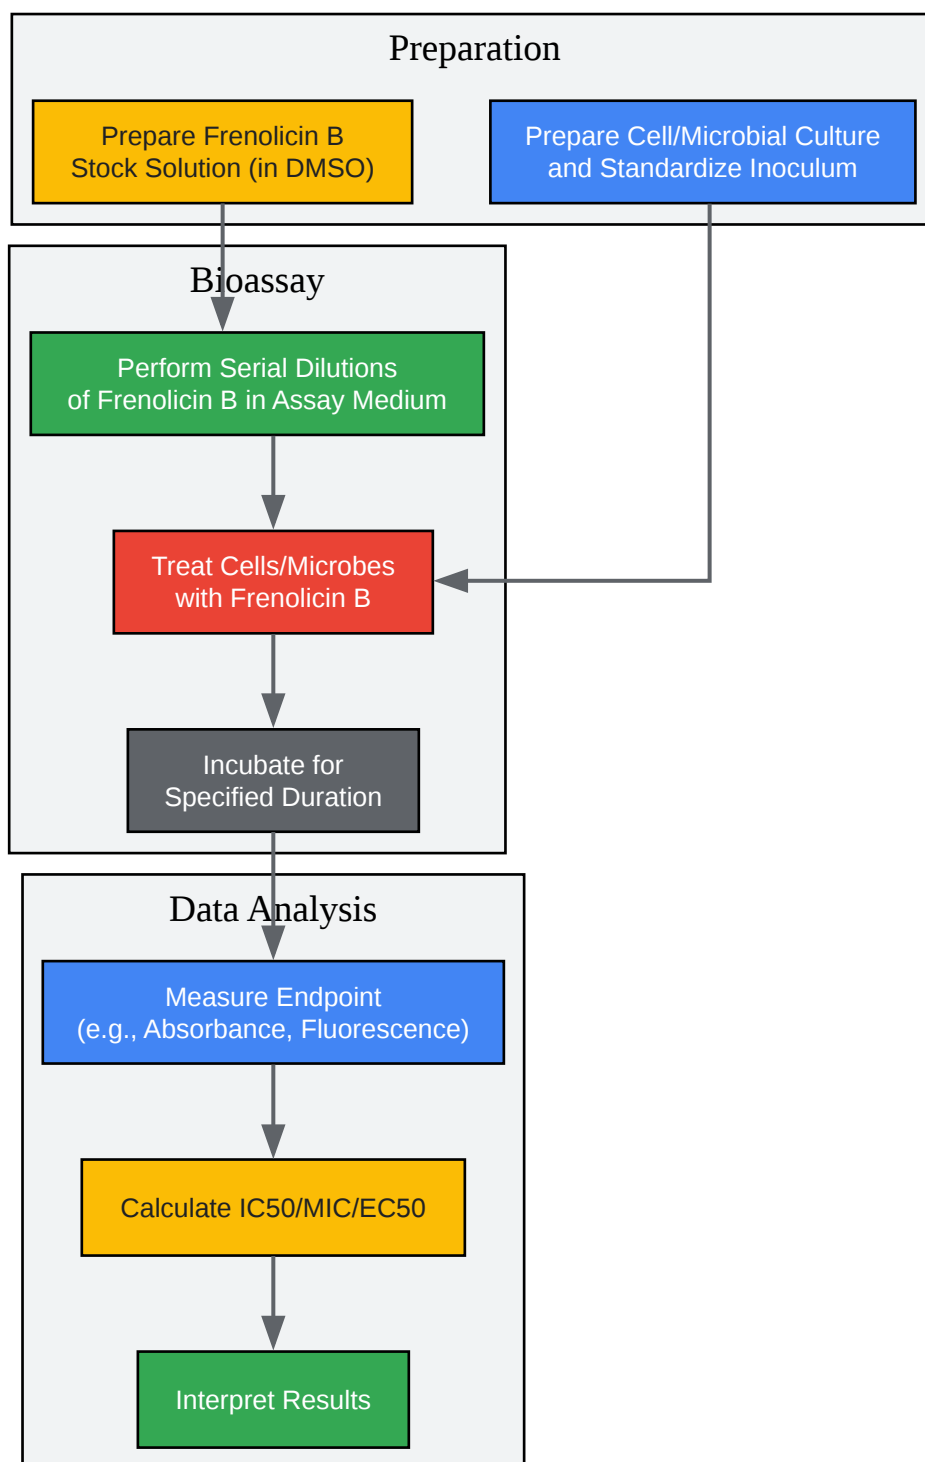 Preparation
Prepare Frenolicin B
Stock Solution (in DMSO)
Prepare Cell/Microbial Culture
and Standardize Inoculum
Bioassay
Perform Serial Dilutions
of Frenolicin B in Assay Medium
Treat Cells/Microbes
with Frenolicin B
Incubate for
Specified Duration
Data Analysis
Measure Endpoint
(e.g., Absorbance, Fluorescence)
Calculate IC50/MIC/EC50
Interpret Results